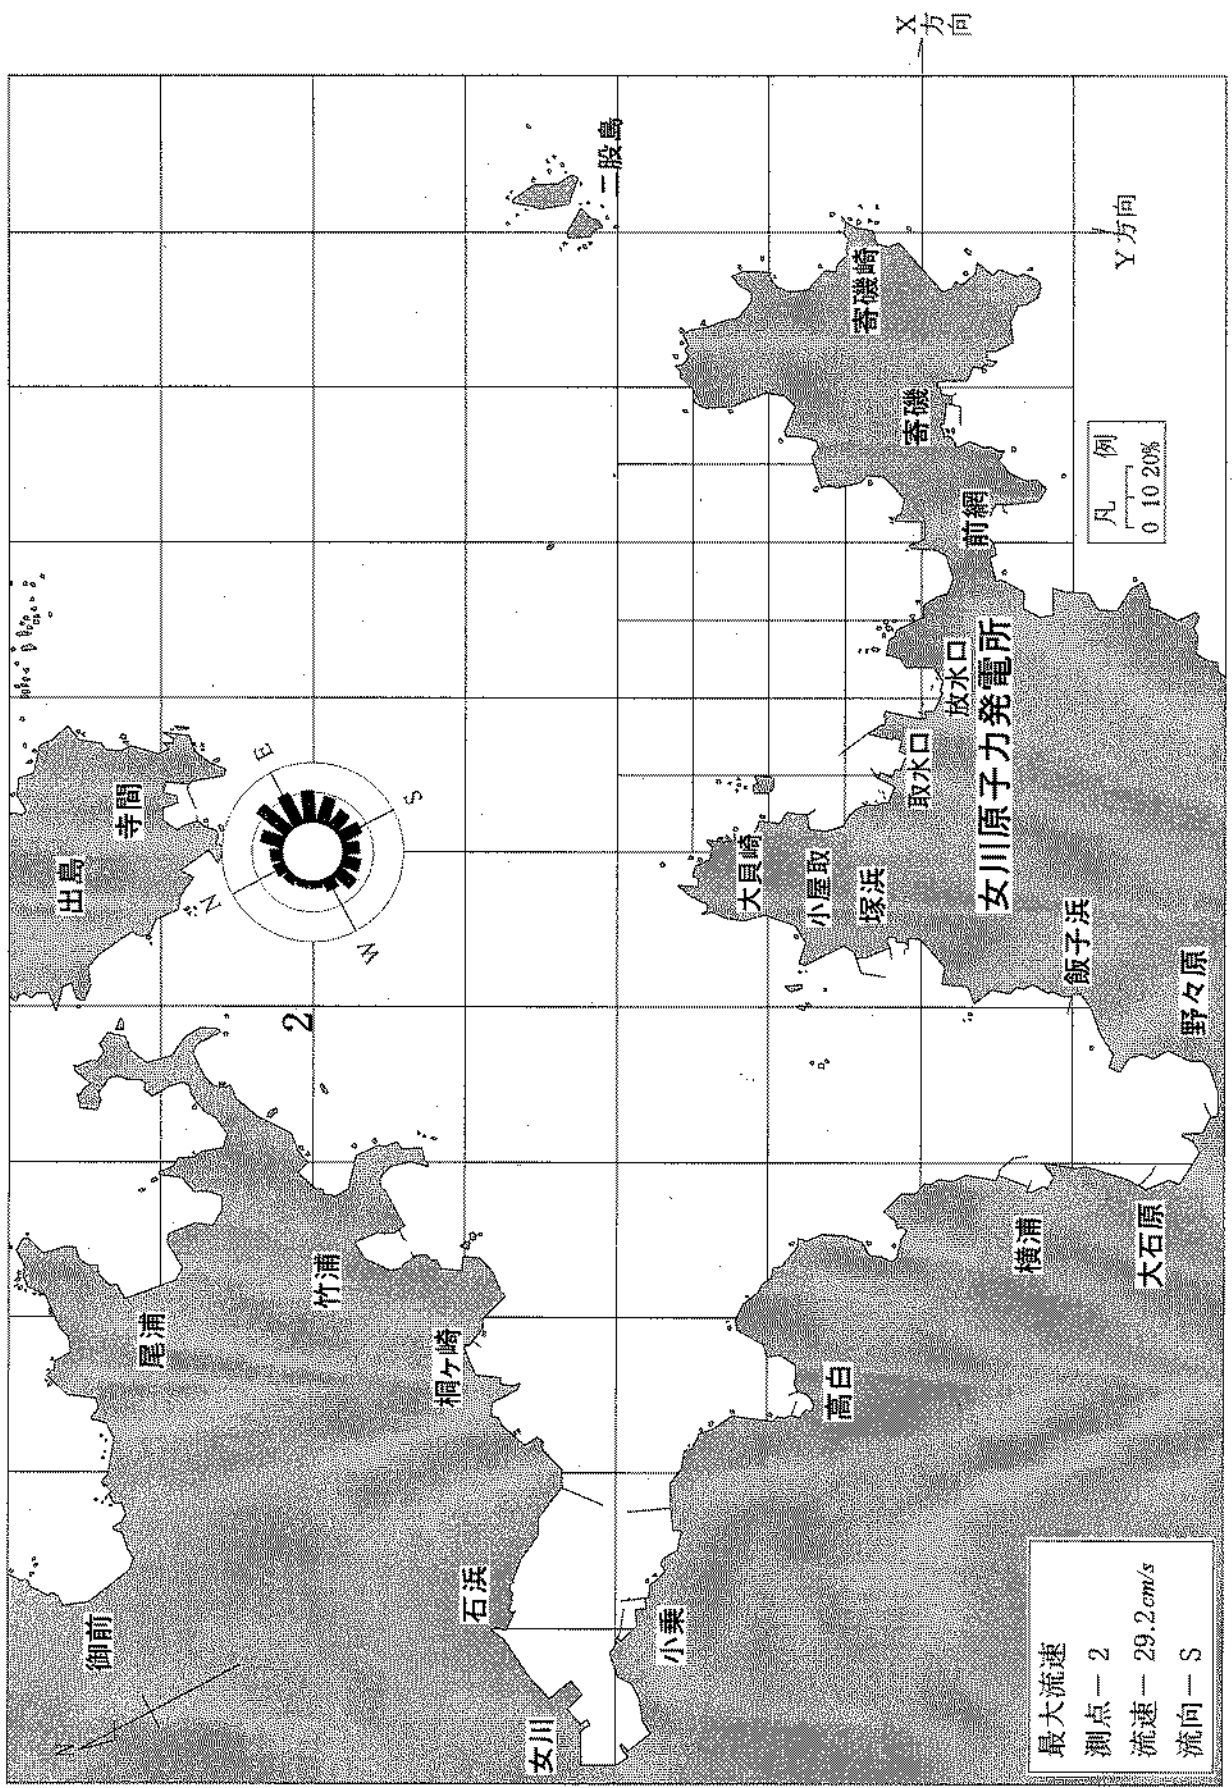 御前
尾浦
出島
寺間
竹浦
桐ヶ崎
石浜
女川
小乗
高白
横浦
大石原
野々原
飯子浜
塚浜
小屋取
大貝崎
取水口
放水口
女川原子力発電所
前網
寄磯
寄磯崎
二股島
2
N
E
S
W
X
方向
Y方向
凡 例
0 10 20%
最大流速
測点－2
流速－29.2cm/s
流向－S